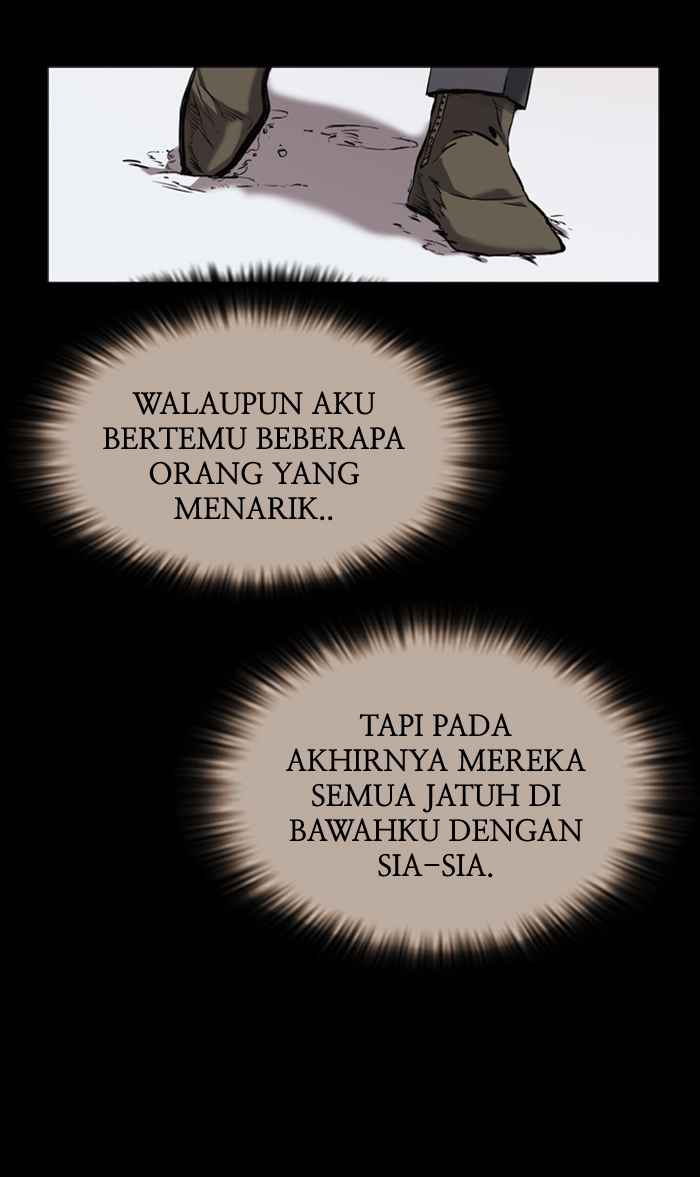 WALAUPUN AKU
BERTEMU BEBERAPA
ORANG YANG
MENARIK..
TAPI PADA
AKHIRNYA MEREKA
SEMUA JATUH DI
BAWAHKU DENGAN
SIA-SIA.